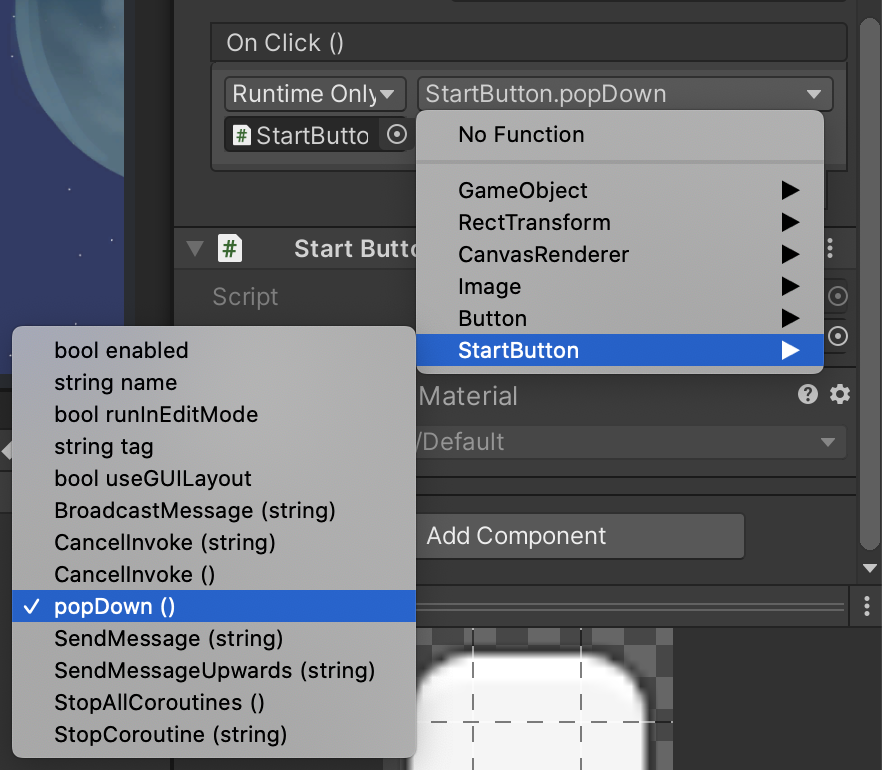 On Click ()
Runtime Only
StartButton.popDown
StartButto
No Function
GameObject
RectTransform
CanvasRenderer
Image
Button
StartButton
Start Butto
Script
bool enabled
string name
bool runInEditMode
string tag
bool useGUILayout
BroadcastMessage (string)
CancelInvoke (string)
CancelInvoke ()
popDown ()
SendMessage (string)
SendMessageUpwards (string)
StopAllCoroutines ()
StopCoroutine (string)
Material
/Default
Add Component